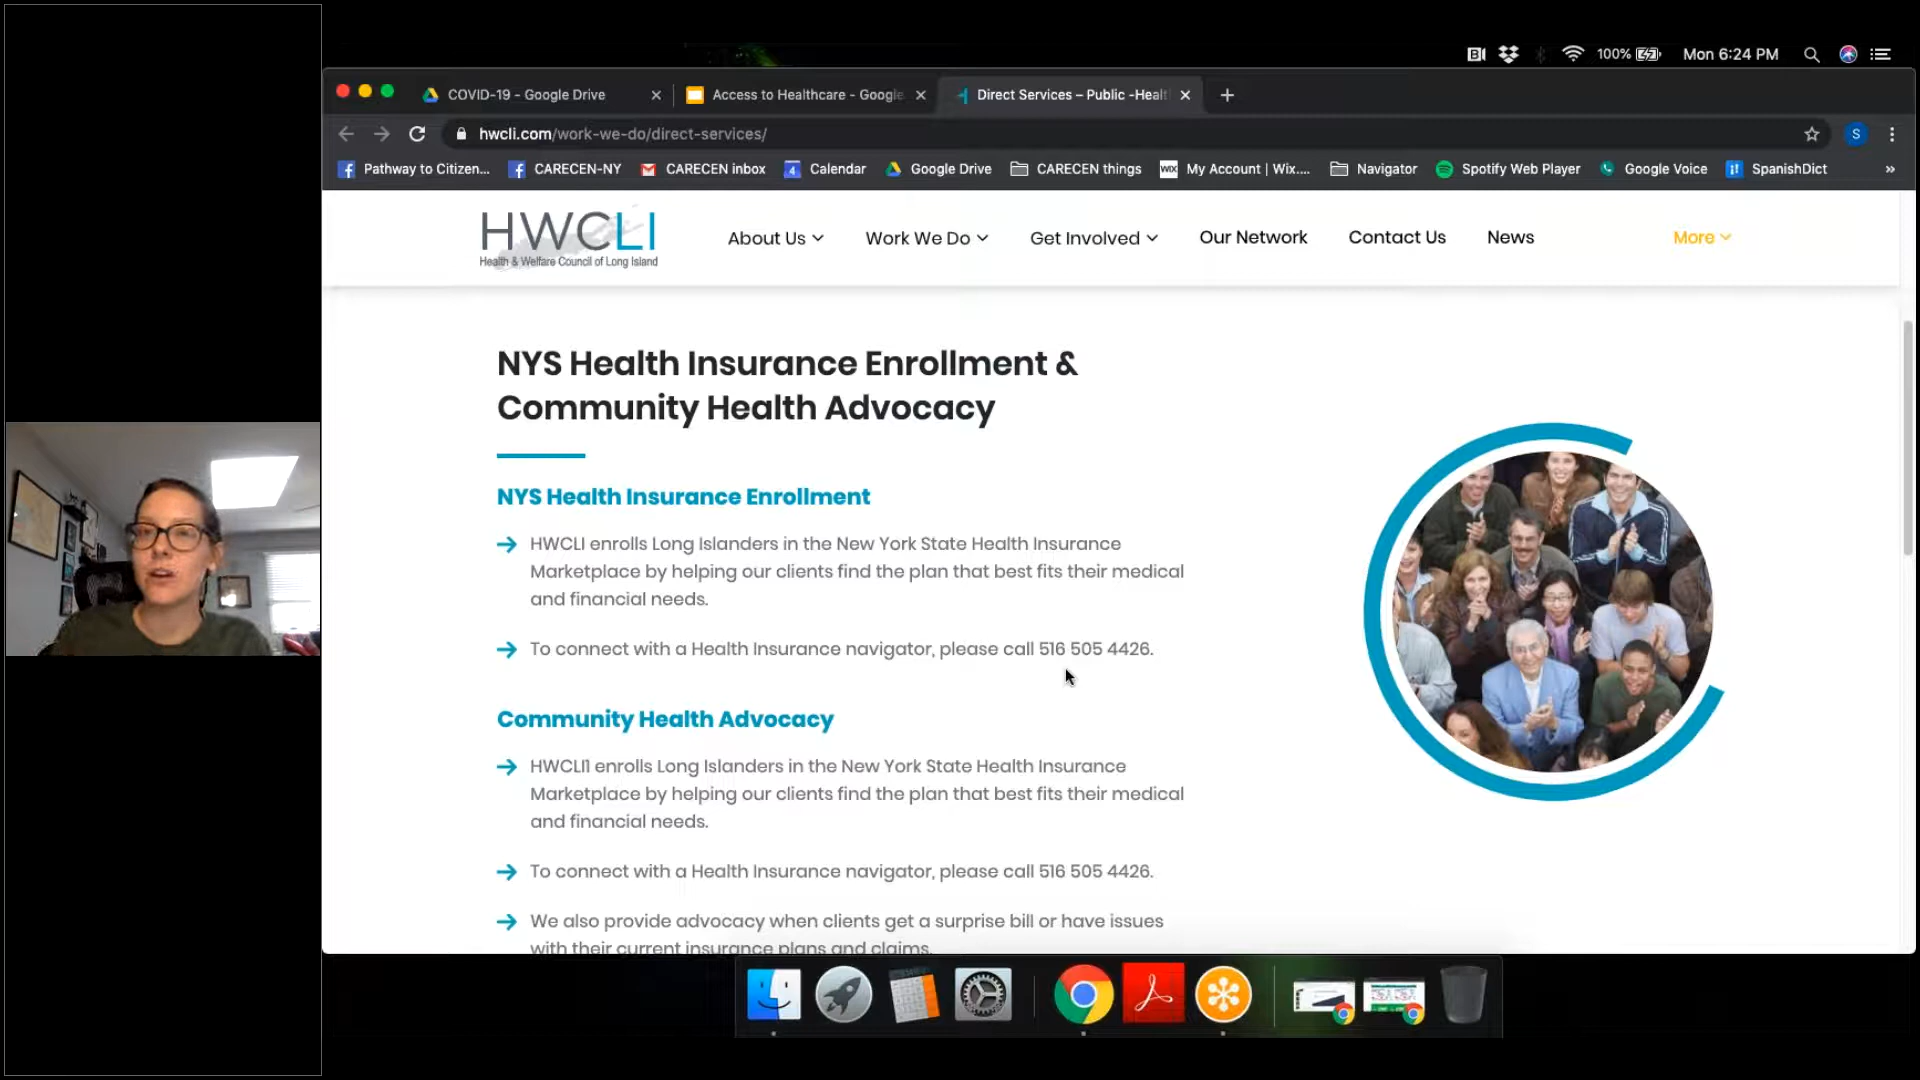 100%
Mon 6:24 PM
COVID-19 - Google Drive
Access to Healthcare - Google
Direct Services – Public -Healt
hwcli.com/work-we-do/direct-services/
S
Pathway to Citizen...
CARECEN-NY
CARECEN inbox
4 Calendar
Google Drive
CARECEN things
WIX My Account | Wix....
Navigator
Spotify Web Player
Google Voice
SpanishDict
»
HWCLI
Health & Welfare Council of Long Island
About Us
Work We Do
Get Involved
Our Network
Contact Us
News
More
NYS Health Insurance Enrollment &
Community Health Advocacy
NYS Health Insurance Enrollment
HWCLI enrolls Long Islanders in the New York State Health Insurance
Marketplace by helping our clients find the plan that best fits their medical
and financial needs.
To connect with a Health Insurance navigator, please call 516 505 4426.
Community Health Advocacy
HWCLI1 enrolls Long Islanders in the New York State Health Insurance
Marketplace by helping our clients find the plan that best fits their medical
and financial needs.
To connect with a Health Insurance navigator, please call 516 505 4426.
We also provide advocacy when clients get a surprise bill or have issues
with their current insurance plans and claims.